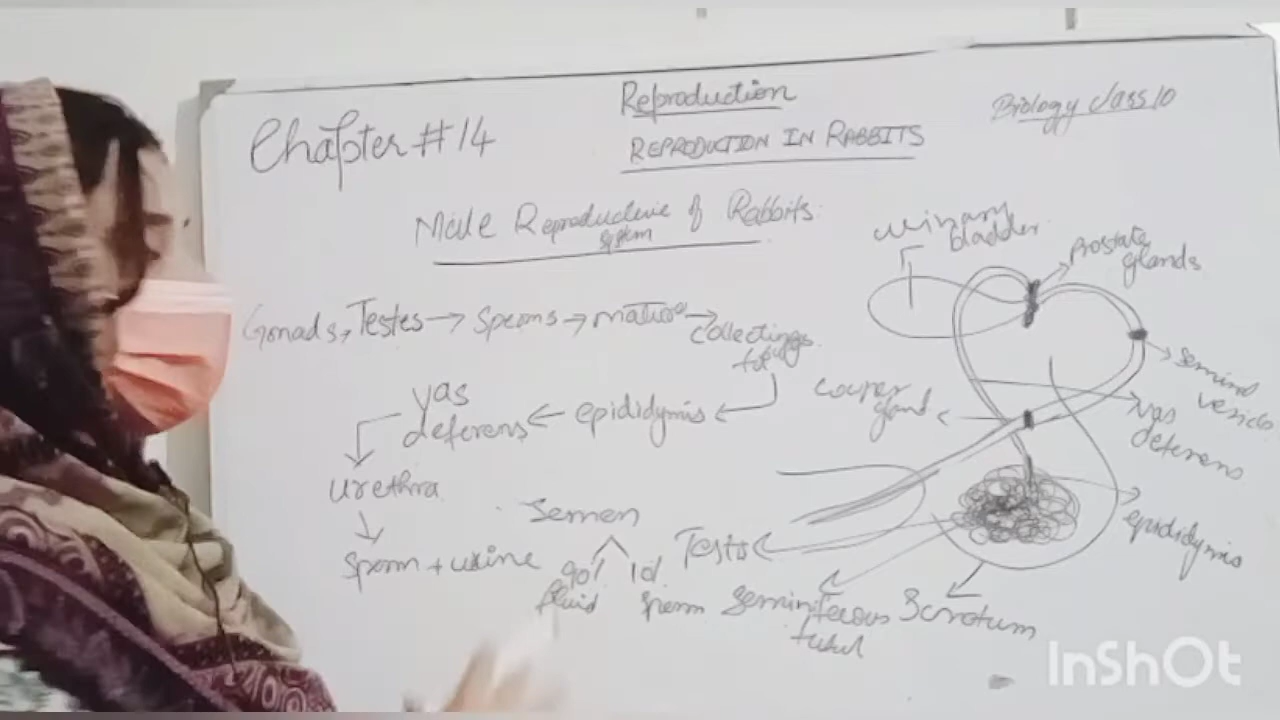 Reproduction
Biology class 10
Chapter # 14
REPRODUCTION IN RABBITS
Male Reproductive of Rabbits.
system
urinary
bladder
Prostate
glands
Gonads, Testes → sperms → mature → collecting
seminal
vesicle
vas
deferens ← epididymis ←
cowper
gland
vas
deferens
urethra
epididymis
semen
sperm + urine
90%
fluid
10%
sperm
Testis
seminiferous
tubul
Scrotum
InShOt